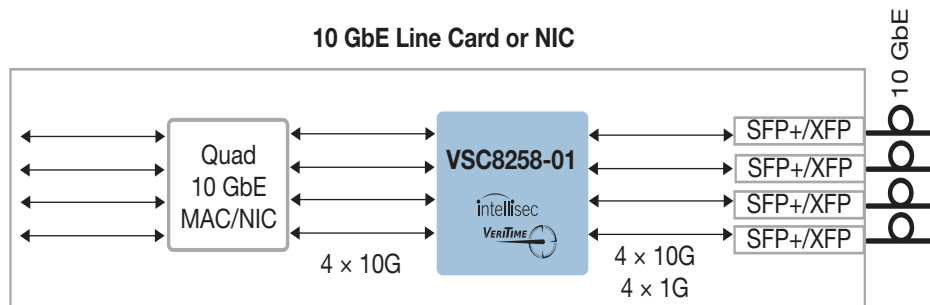 10 GbE Line Card or NIC
10 GbE
Quad
10 GbE
MAC/NIC
4 × 10G
VSC8258-01
intellisec
VERITIME
4 × 10G
4 × 1G
SFP+/XFP
SFP+/XFP
SFP+/XFP
SFP+/XFP